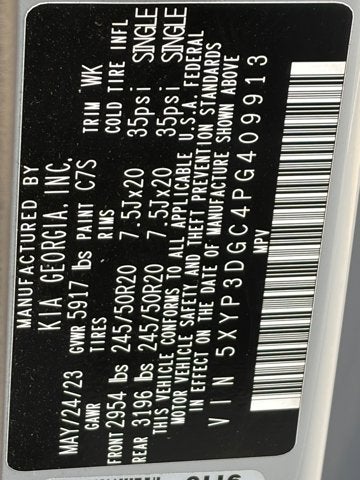 MANUFACTURED BY
KIA GEORGIA, INC.
MAY/24/23 GVWR 5917 lbs PAINT C7S TRIM WK
GAWR TIRES RIMS COLD TIRE INFL
FRONT 2954 lbs 245/50R20 7.5Jx20 35psi SINGLE
REAR 3196 lbs 245/50R20 7.5Jx20 35psi SINGLE
THIS VEHICLE CONFORMS TO ALL APPLICABLE U.S.A. FEDERAL
MOTOR VEHICLE SAFETY AND THEFT PREVENTION STANDARDS
IN EFFECT ON THE DATE OF MANUFACTURE SHOWN ABOVE
VIN 5XYP3DGC4PG409913
MPV